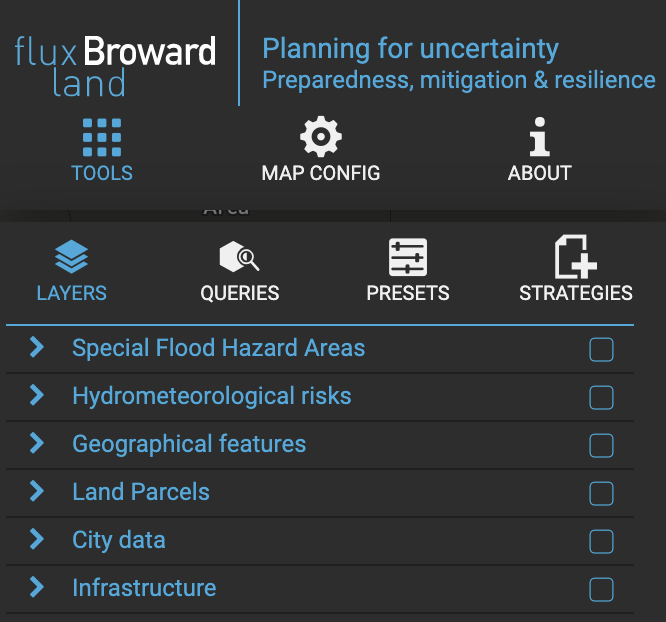 flux Broward
land
Planning for uncertainty
Preparedness, mitigation & resilience
TOOLS
MAP CONFIG
ABOUT
Area
LAYERS
QUERIES
PRESETS
STRATEGIES
Special Flood Hazard Areas
Hydrometeorological risks
Geographical features
Land Parcels
City data
Infrastructure